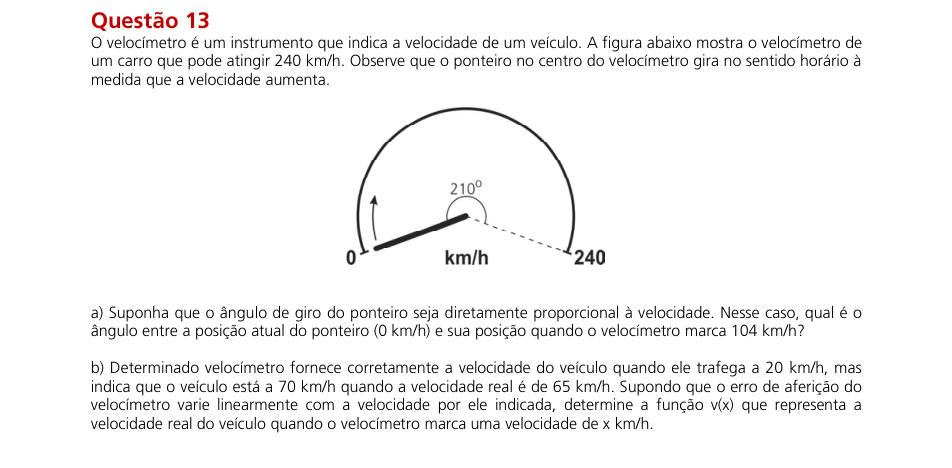 Questão 13
O velocímetro é um instrumento que indica a velocidade de um veículo. A figura abaixo mostra o velocímetro de
um carro que pode atingir 240 km/h. Observe que o ponteiro no centro do velocímetro gira no sentido horário à
medida que a velocidade aumenta.
210º
0
km/h
240
a) Suponha que o ângulo de giro do ponteiro seja diretamente proporcional à velocidade. Nesse caso, qual é o
ângulo entre a posição atual do ponteiro (0 km/h) e sua posição quando o velocímetro marca 104 km/h?
b) Determinado velocímetro fornece corretamente a velocidade do veículo quando ele trafega a 20 km/h, mas
indica que o veículo está a 70 km/h quando a velocidade real é de 65 km/h. Supondo que o erro de aferição do
velocímetro varie linearmente com a velocidade por ele indicada, determine a função v(x) que representa a
velocidade real do veículo quando o velocímetro marca uma velocidade de x km/h.